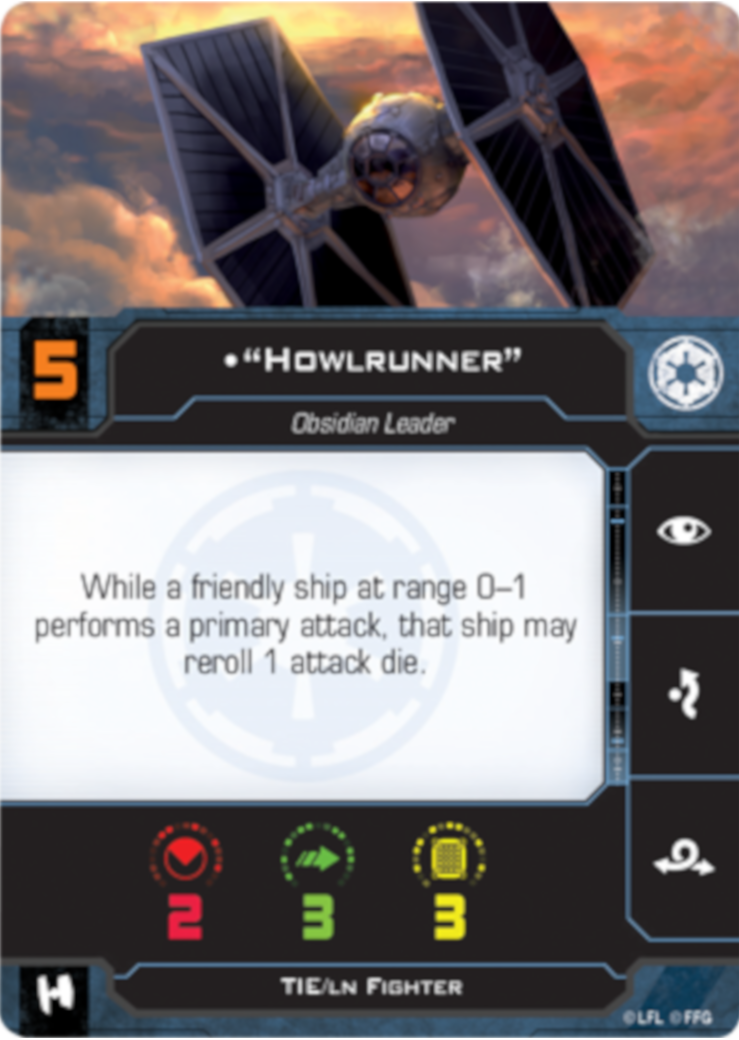 5
•“Howlrunner”
Obsidian Leader
While a friendly ship at range 0–1
performs a primary attack, that ship may
reroll 1 attack die.
2 3 3
TIE/ln Fighter
©LFL ©FFG